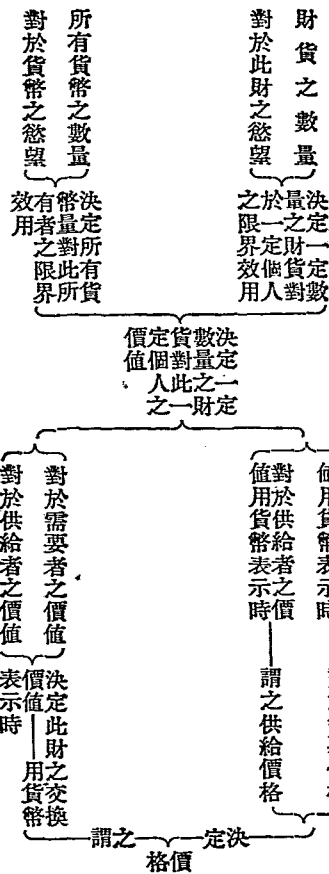 財貨之數量
對於此財之慾望
決定一定數
量之財貨對
於一定個人
之限界效用
所有貨幣之數量
對於貨幣之慾望
決定所有貨
幣量對此所
有者之限界
效用
決定一定
數量之財
貨對此一
定個人之
價值
值用貨幣表示時
對於供給者之價
值用貨幣表示時
謂之供給價格
對於需要者之價值
對於供給者之價值
決定此財之交換
價值——用貨幣
表示時
決定
謂之
價格